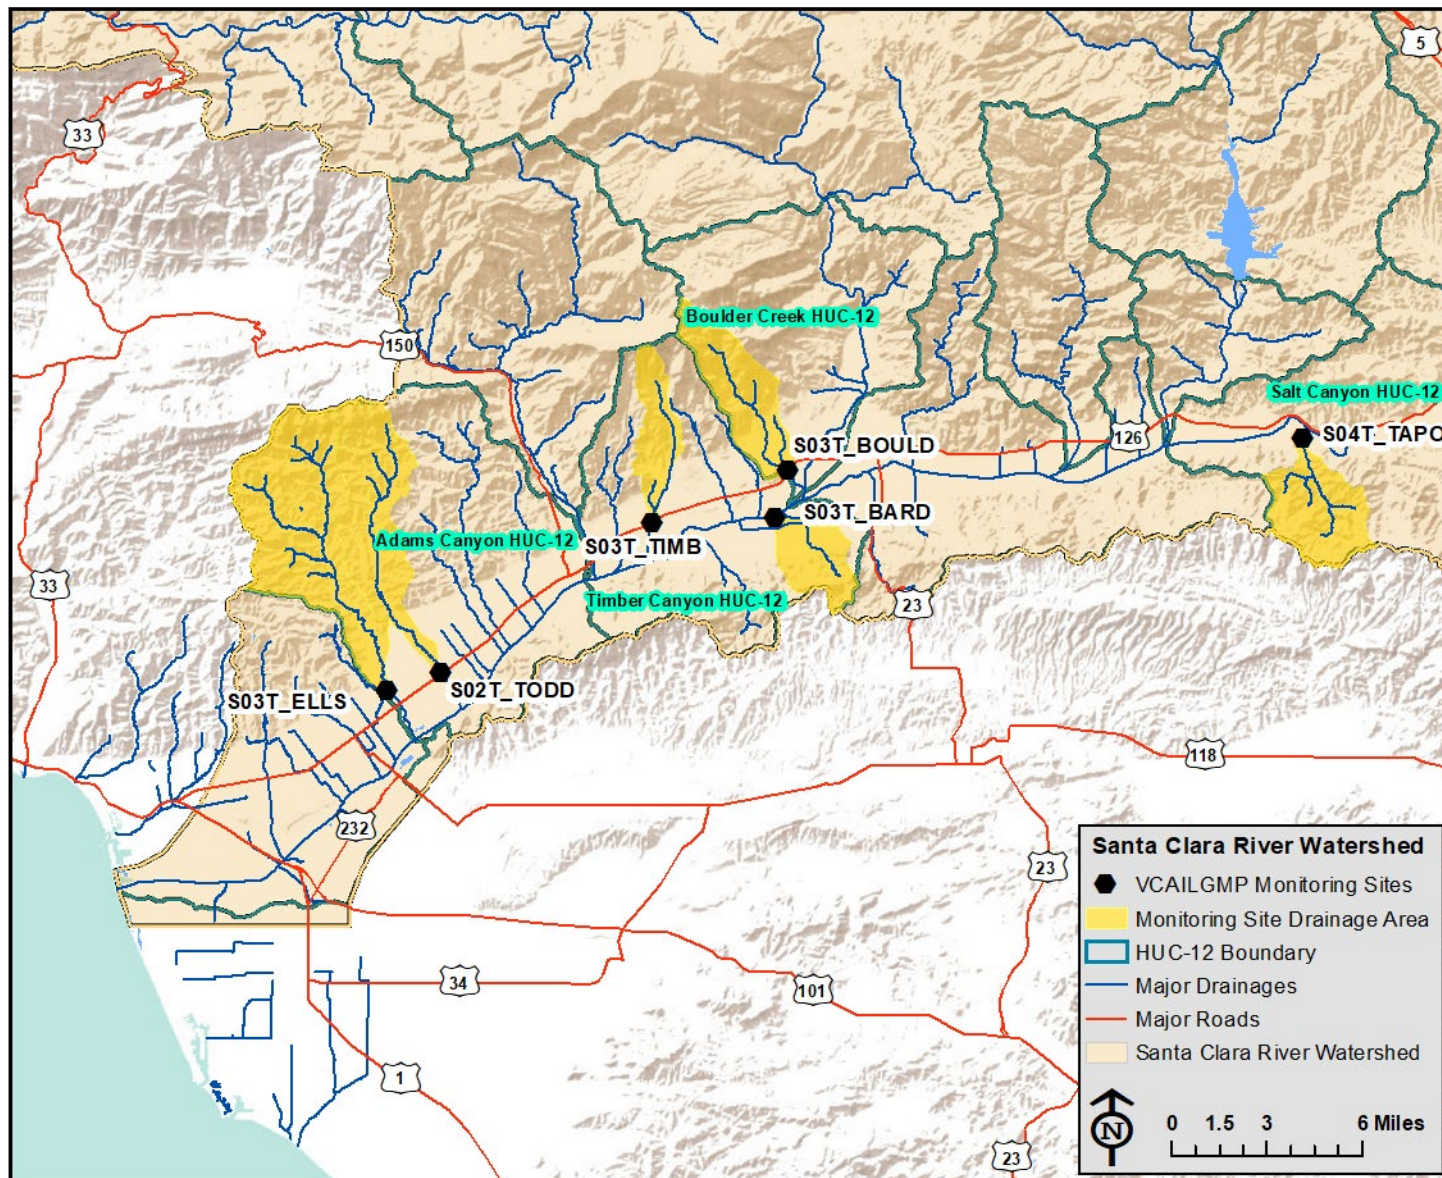 5
33
Boulder Creek HUC-12
150
Salt Canyon HUC-12
126
S04T_TAPO
S03T_BOULD
S03T_BARD
Adams Canyon HUC-12
S03T_TIMB
33
Timber Canyon HUC-12
23
S03T_ELLS
S02T_TODD
118
232
23
34
101
1
23
Santa Clara River Watershed
VCAILGMP Monitoring Sites
Monitoring Site Drainage Area
HUC-12 Boundary
Major Drainages
Major Roads
Santa Clara River Watershed
N
0 1.5 3 6 Miles